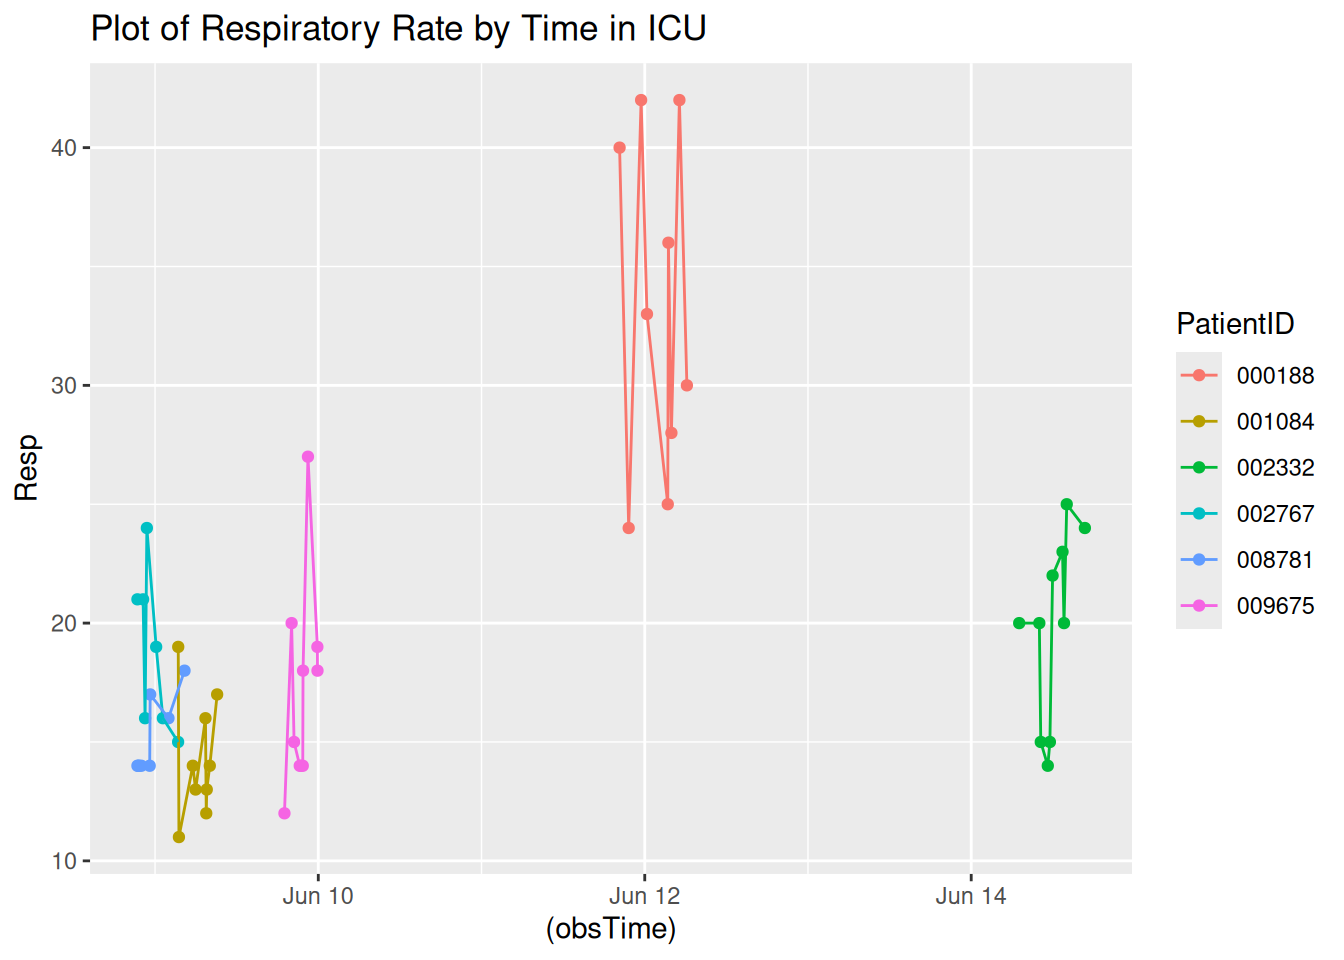 Plot of Respiratory Rate by Time in ICU
Resp
40
30
20
10
Jun 10
Jun 12
Jun 14
(obsTime)
PatientID
000188
001084
002332
002767
008781
009675